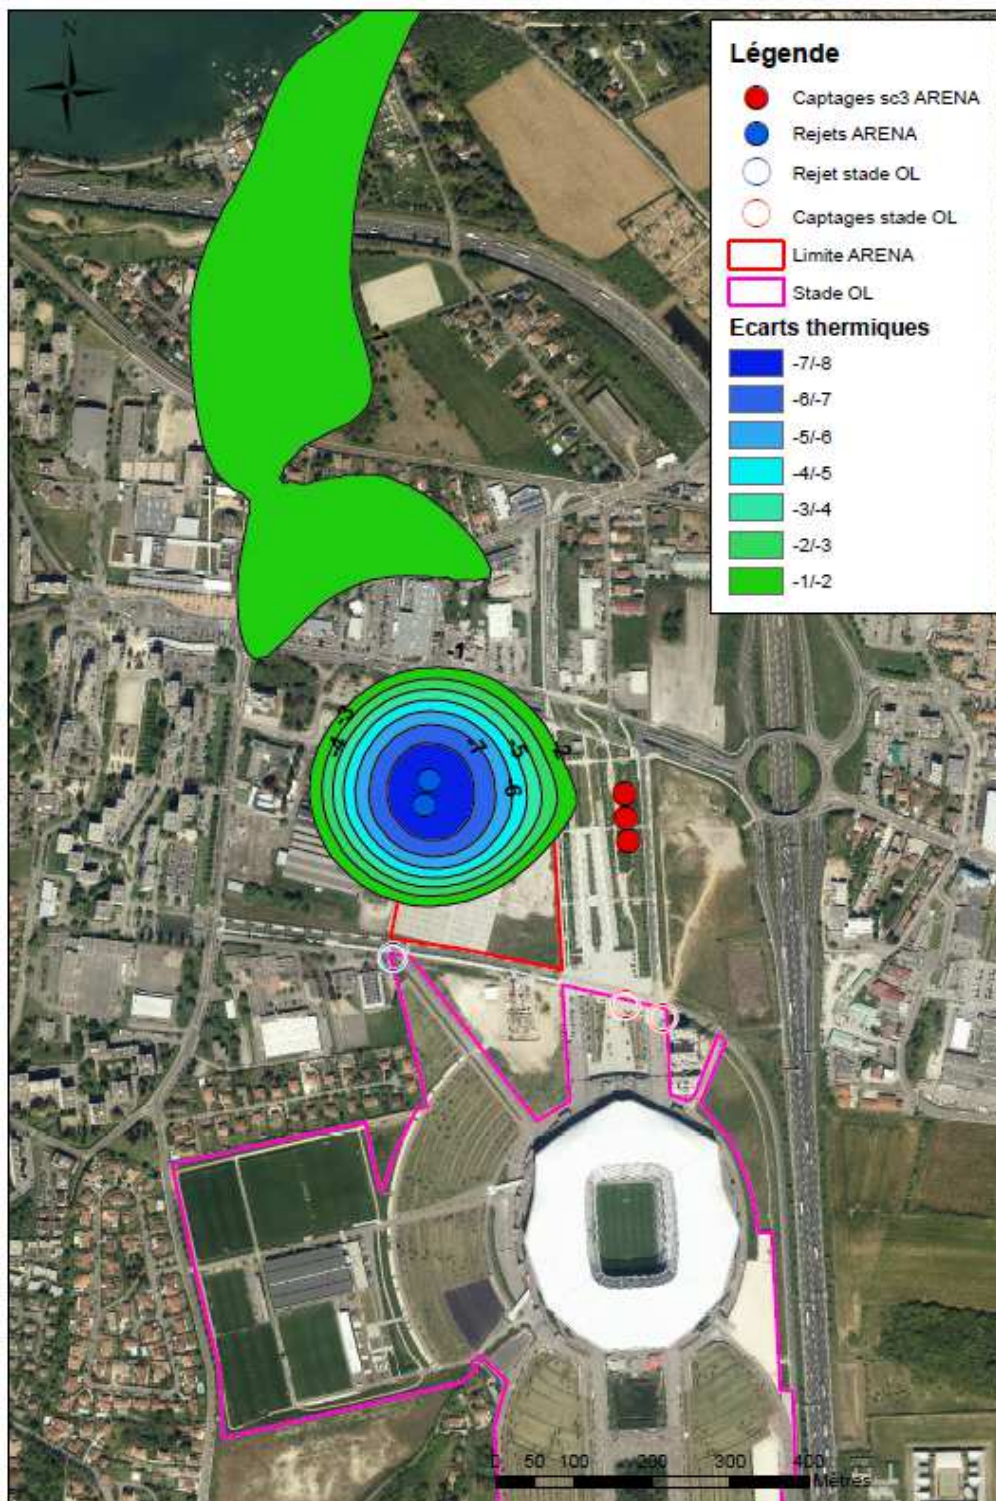 N
Légende
Captages sc3 ARENA
Rejets ARENA
Rejet stade OL
Captages stade OL
Limite ARENA
Stade OL
Ecarts thermiques
-7/-8
-6/-7
-5/-6
-4/-5
-3/-4
-2/-3
-1/-2
-1
-3
-4
-7
-5
-2
-6
0 50 100 200 300 400
Mètres